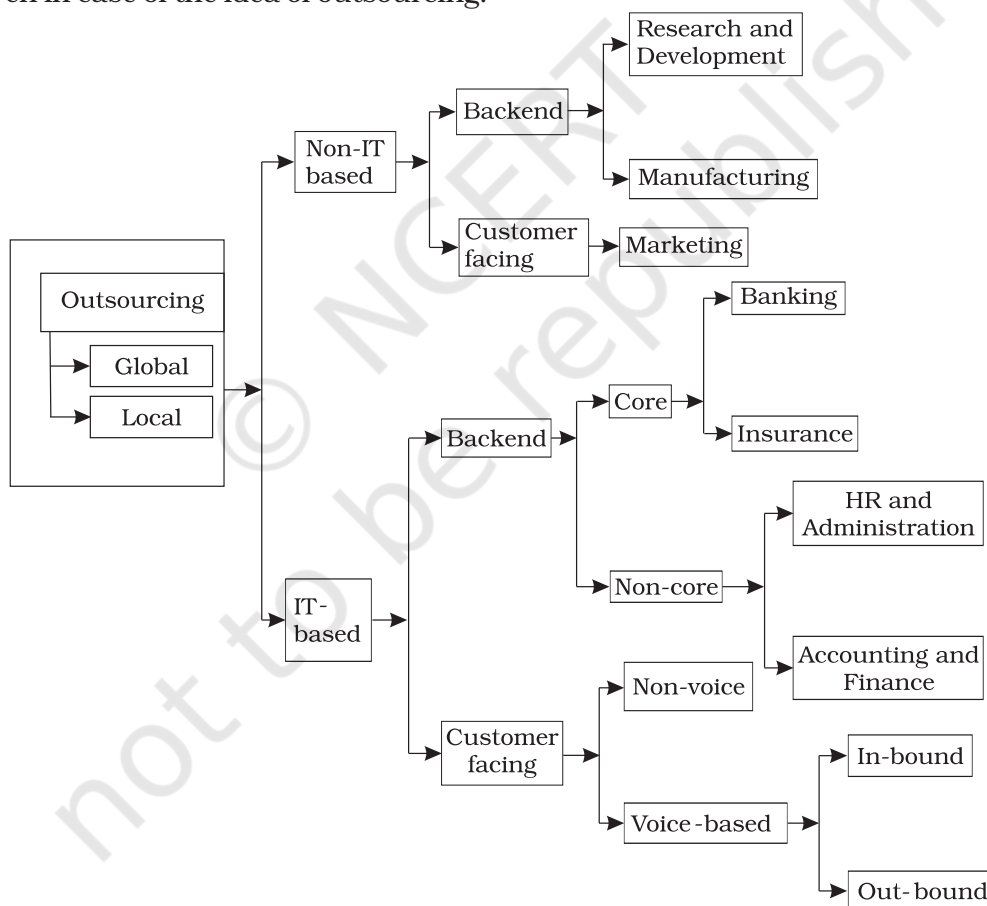 en in case of the idea of outsourcing.
Research and
Development
Backend
Non-IT
based
Manufacturing
Customer
facing
Marketing
Outsourcing
Global
Local
Banking
Core
Backend
Insurance
HR and
Administration
Non-core
IT-
based
Accounting and
Finance
Non-voice
Customer
facing
In-bound
Voice-based
Out-bound
© NCERT
not to be republish